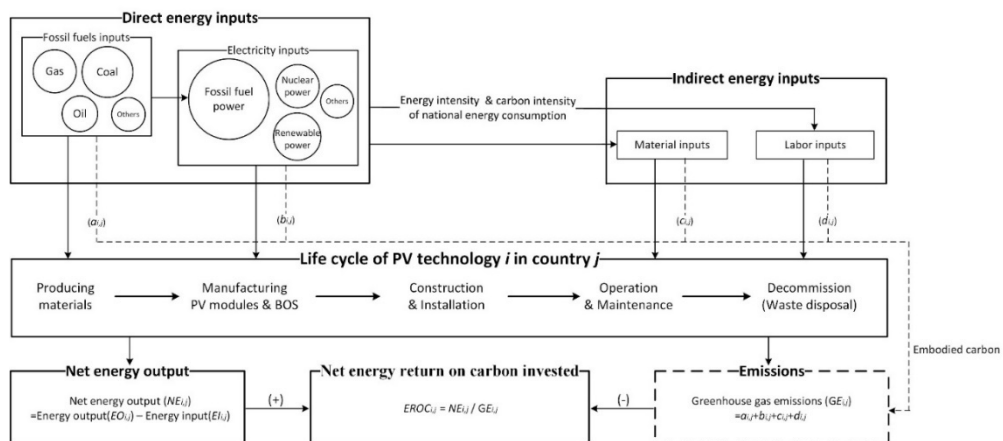 Direct energy inputs
Fossil fuels inputs
Gas
Coal
Oil
Others
Electricity inputs
Fossil fuel
power
Nuclear
power
Others
Renewable
power
Energy intensity & carbon intensity
of national energy consumption
Indirect energy inputs
Material inputs
Labor inputs
(ai,j)
(bi,j)
(ci,j)
(di,j)
Life cycle of PV technology i in country j
Producing
materials
Manufacturing
PV modules & BOS
Construction
& Installation
Operation
& Maintenance
Decommission
(Waste disposal)
Embodied carbon
Net energy output
Net energy output (NEi,j)
=Energy output(EOi,j) – Energy input(EIi,j)
(+)
Net energy return on carbon invested
EROCi,j = NEi,j / GEi,j
(-)
Emissions
Greenhouse gas emissions (GEi,j)
=ai,j+bi,j+ci,j+di,j